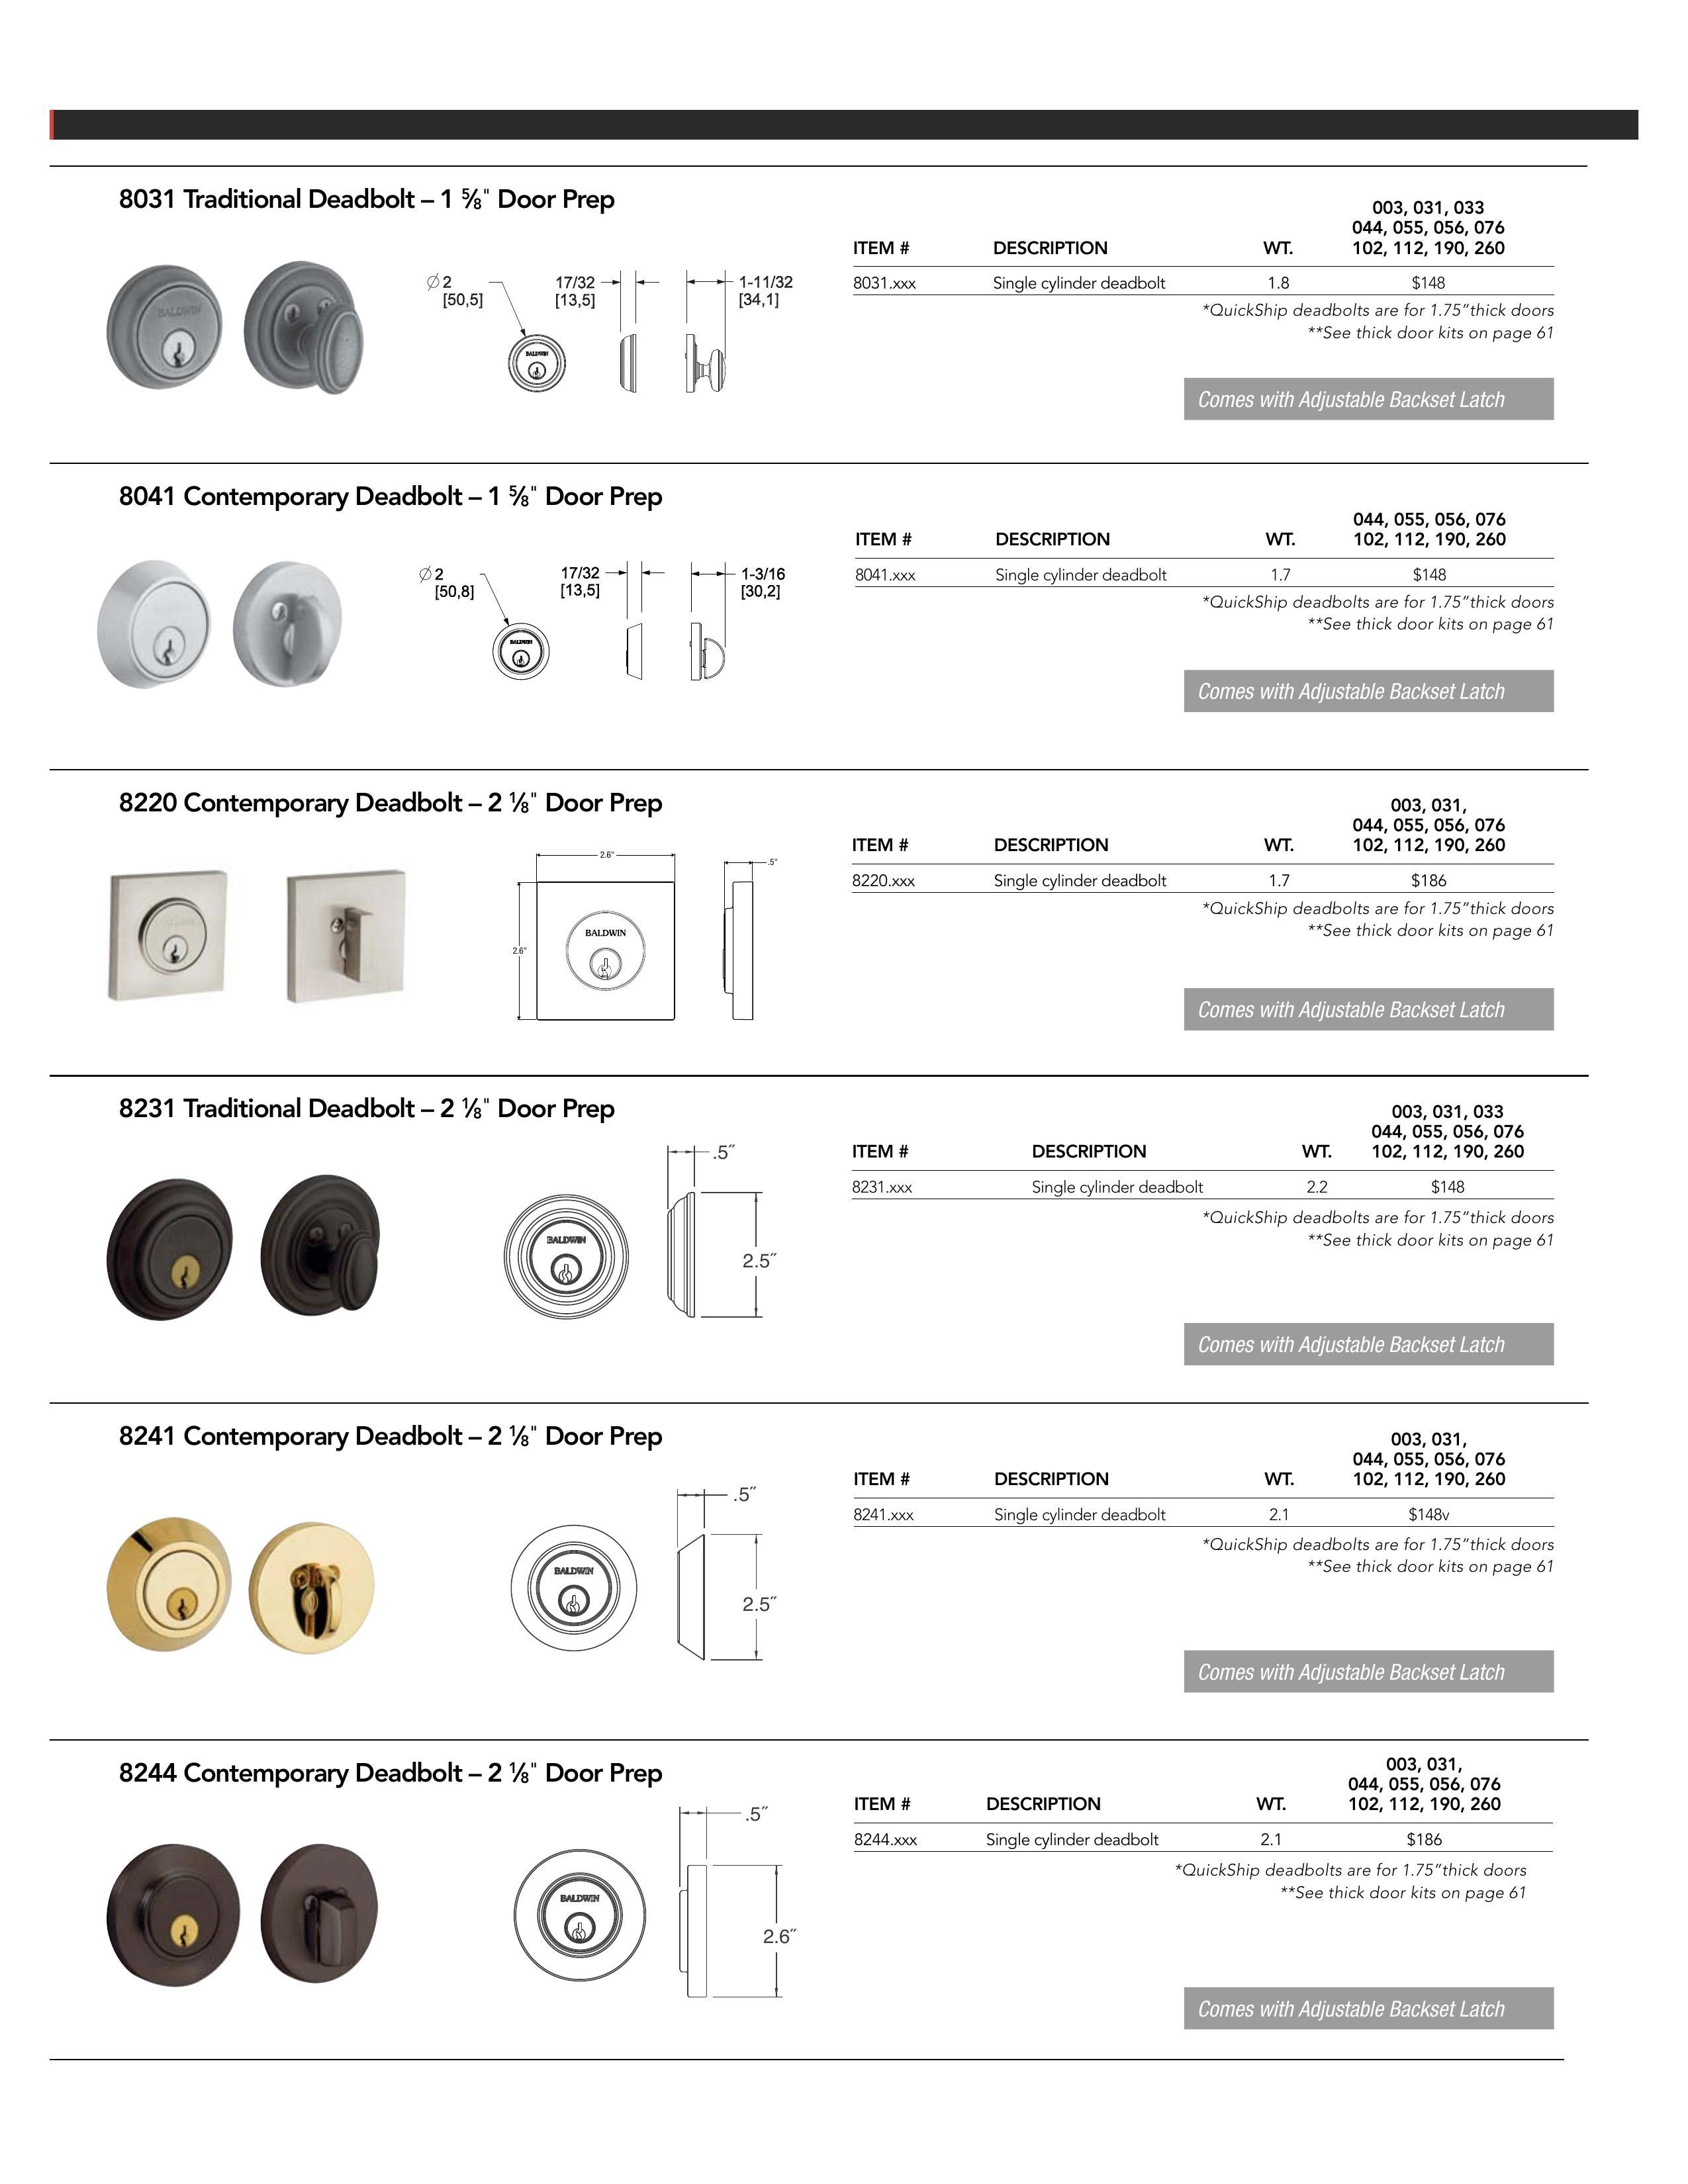 8031 Traditional Deadbolt – 1 ⅝" Door Prep
003, 031, 033
044, 055, 056, 076
ITEM # DESCRIPTION WT. 102, 112, 190, 260
8031.xxx Single cylinder deadbolt 1.8 $148
*QuickShip deadbolts are for 1.75”thick doors
**See thick door kits on page 61
Comes with Adjustable Backset Latch
BALDWIN
∅ 2 17/32 1-11/32
[50,5] [13,5] [34,1]
BALDWIN
8041 Contemporary Deadbolt – 1 ⅝" Door Prep
044, 055, 056, 076
ITEM # DESCRIPTION WT. 102, 112, 190, 260
8041.xxx Single cylinder deadbolt 1.7 $148
*QuickShip deadbolts are for 1.75”thick doors
**See thick door kits on page 61
Comes with Adjustable Backset Latch
∅ 2 17/32 1-3/16
[50,8] [13,5] [30,2]
BALDWIN
8220 Contemporary Deadbolt – 2 ⅛" Door Prep
003, 031,
044, 055, 056, 076
ITEM # DESCRIPTION WT. 102, 112, 190, 260
8220.xxx Single cylinder deadbolt 1.7 $186
*QuickShip deadbolts are for 1.75”thick doors
**See thick door kits on page 61
Comes with Adjustable Backset Latch
2.6"
.5"
BALDWIN
2.6"
8231 Traditional Deadbolt – 2 ⅛" Door Prep
003, 031, 033
044, 055, 056, 076
ITEM # DESCRIPTION WT. 102, 112, 190, 260
8231.xxx Single cylinder deadbolt 2.2 $148
*QuickShip deadbolts are for 1.75”thick doors
**See thick door kits on page 61
Comes with Adjustable Backset Latch
.5″
BALDWIN
2.5″
8241 Contemporary Deadbolt – 2 ⅛" Door Prep
003, 031,
044, 055, 056, 076
ITEM # DESCRIPTION WT. 102, 112, 190, 260
8241.xxx Single cylinder deadbolt 2.1 $148v
*QuickShip deadbolts are for 1.75”thick doors
**See thick door kits on page 61
Comes with Adjustable Backset Latch
.5″
BALDWIN
2.5″
8244 Contemporary Deadbolt – 2 ⅛" Door Prep
003, 031,
044, 055, 056, 076
ITEM # DESCRIPTION WT. 102, 112, 190, 260
8244.xxx Single cylinder deadbolt 2.1 $186
*QuickShip deadbolts are for 1.75”thick doors
**See thick door kits on page 61
Comes with Adjustable Backset Latch
.5″
BALDWIN
2.6″